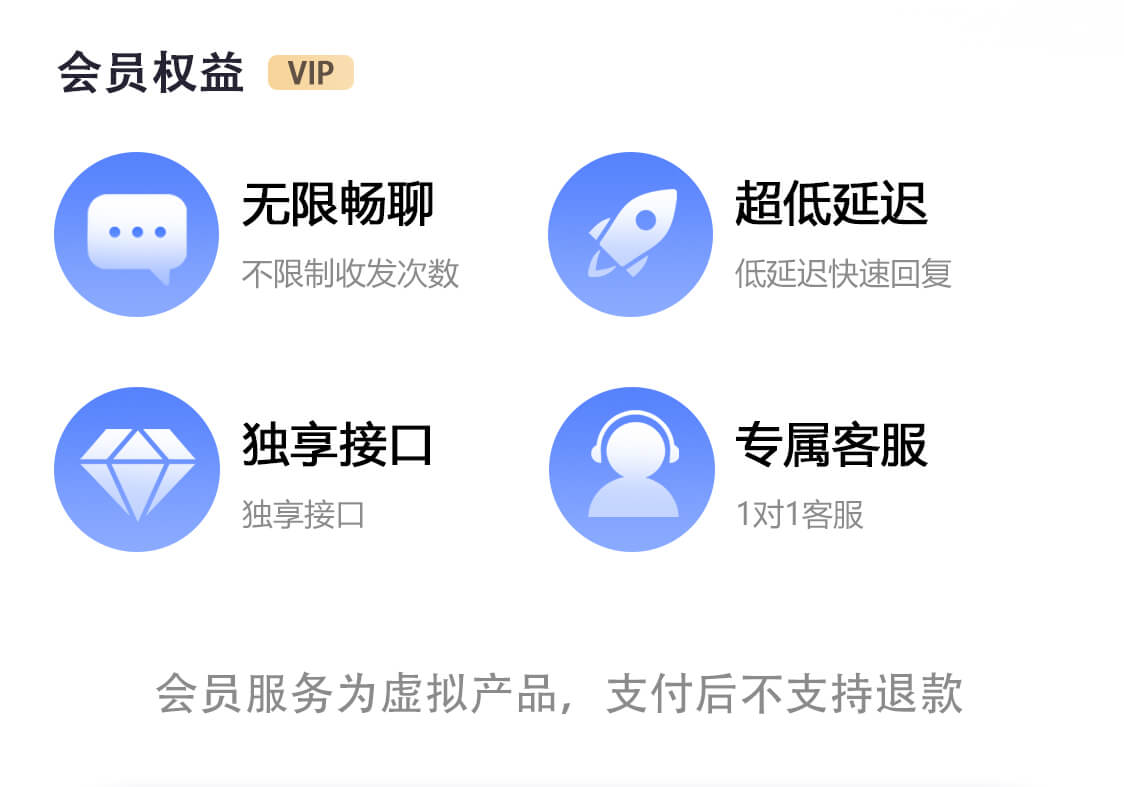 会员权益 VIP
无限畅聊
不限制收发次数
超低延迟
低延迟快速回复
独享接口
独享接口
专属客服
1对1客服
会员服务为虚拟产品，支付后不支持退款